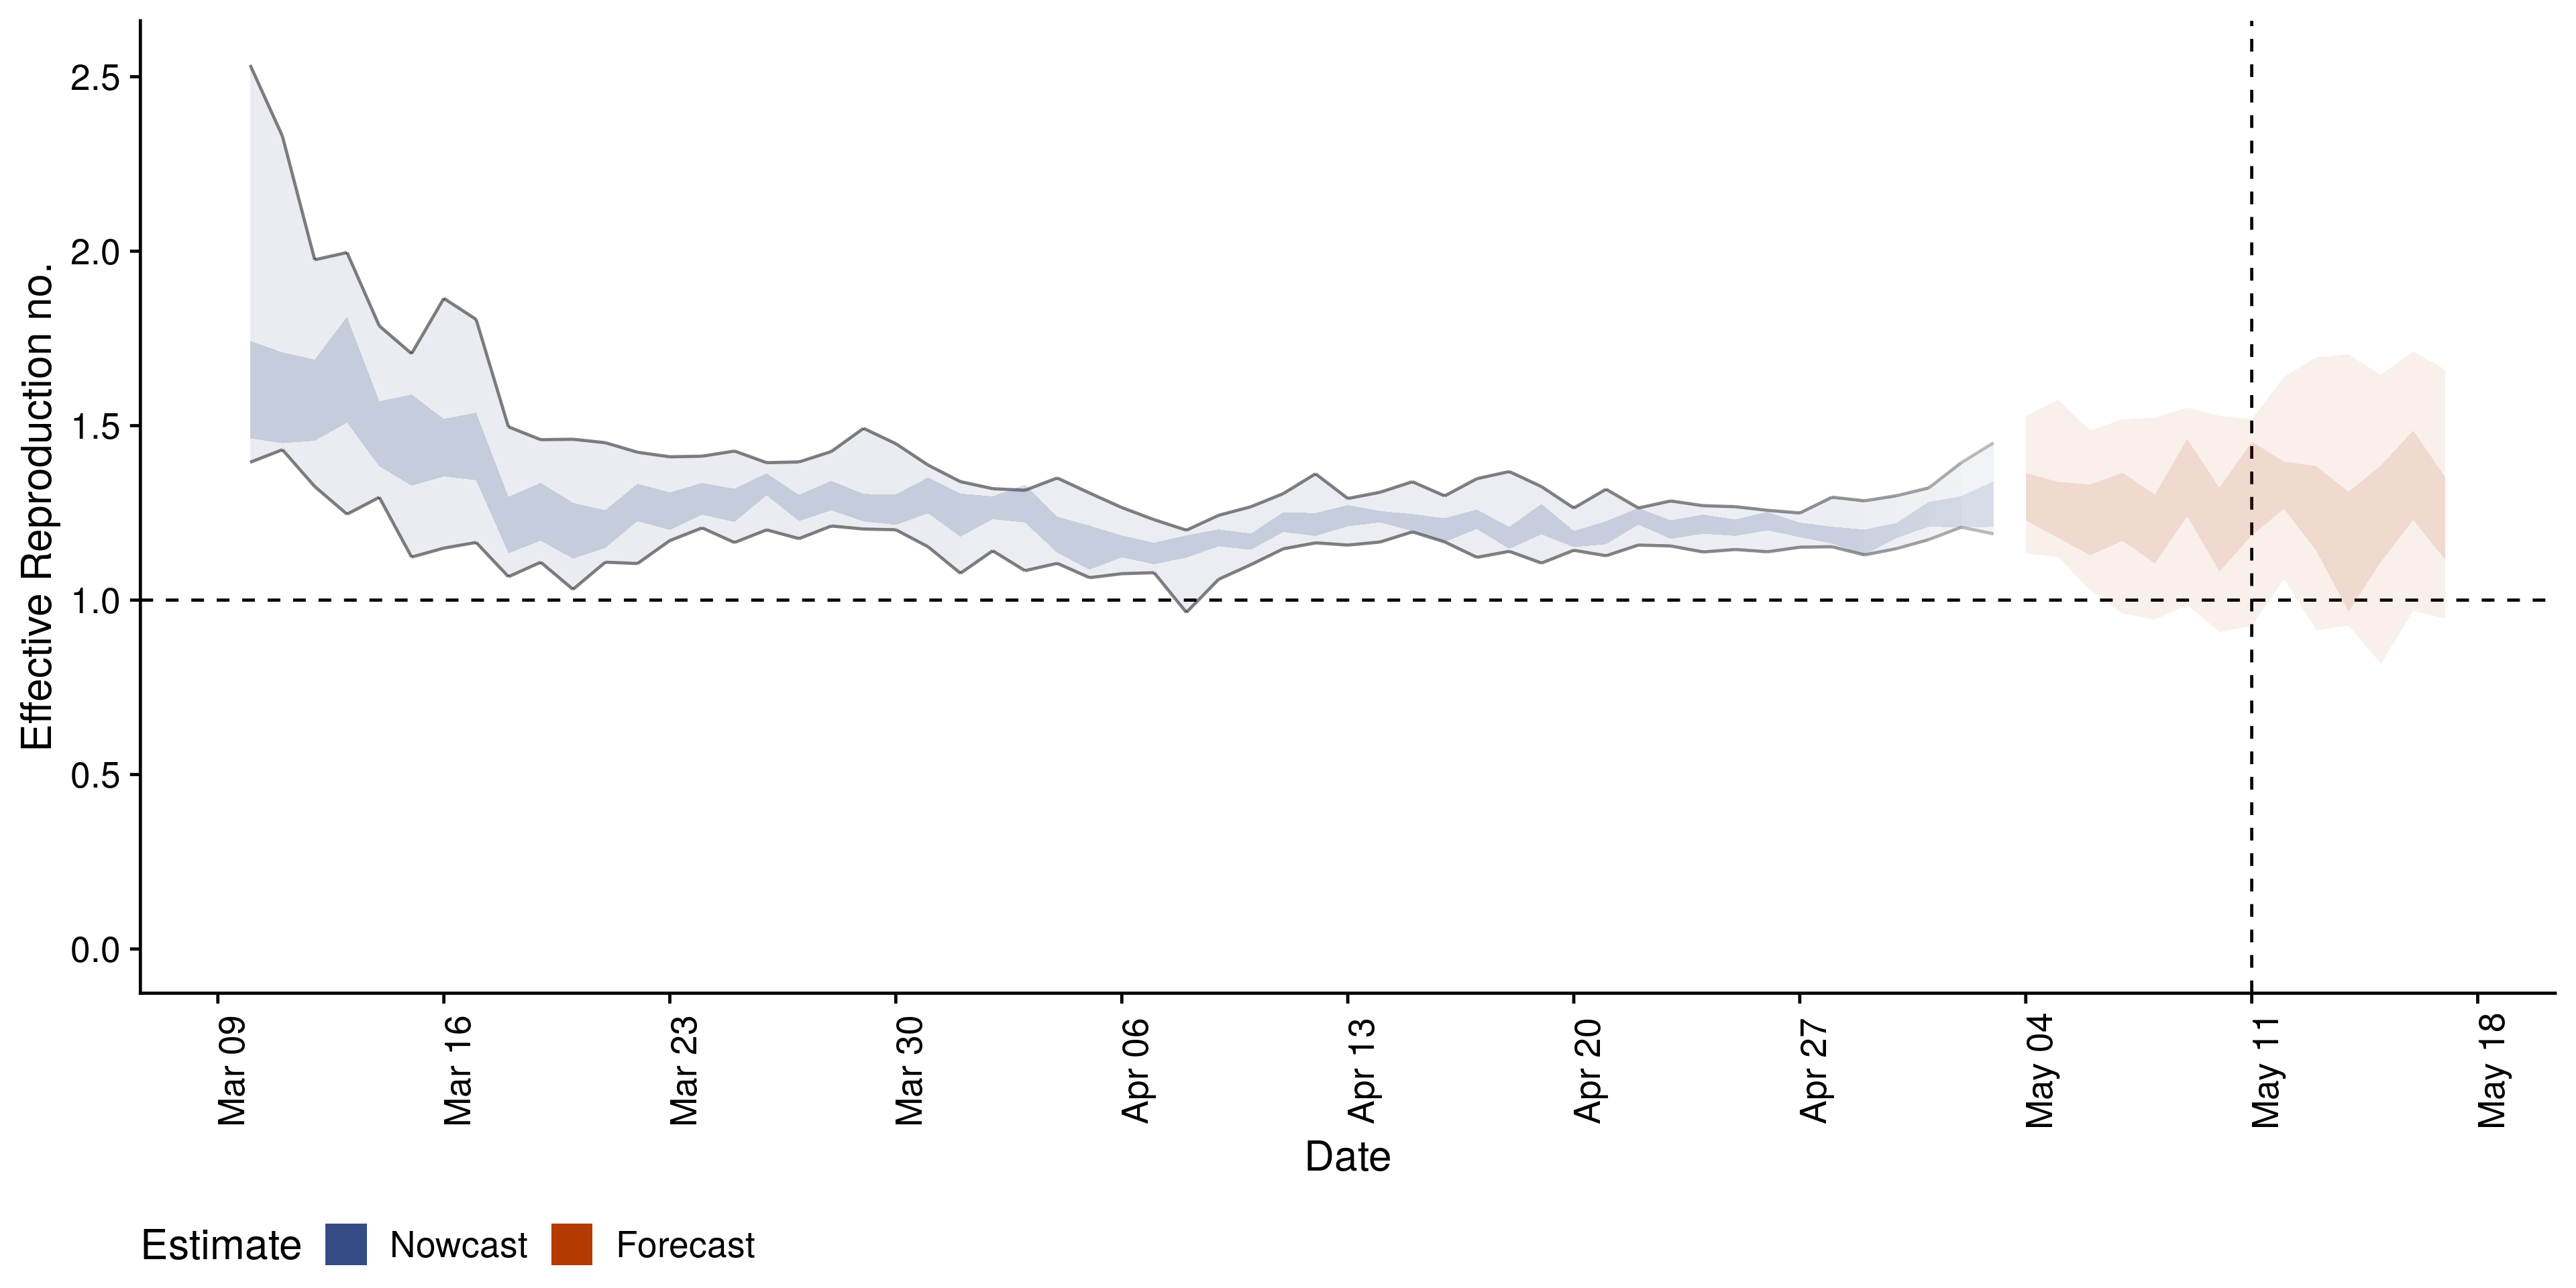 Effective Reproduction no.
2.5
2.0
1.5
1.0
0.5
0.0
Mar 09
Mar 16
Mar 23
Mar 30
Apr 06
Apr 13
Apr 20
Apr 27
May 04
May 11
May 18
Date
Estimate Nowcast Forecast